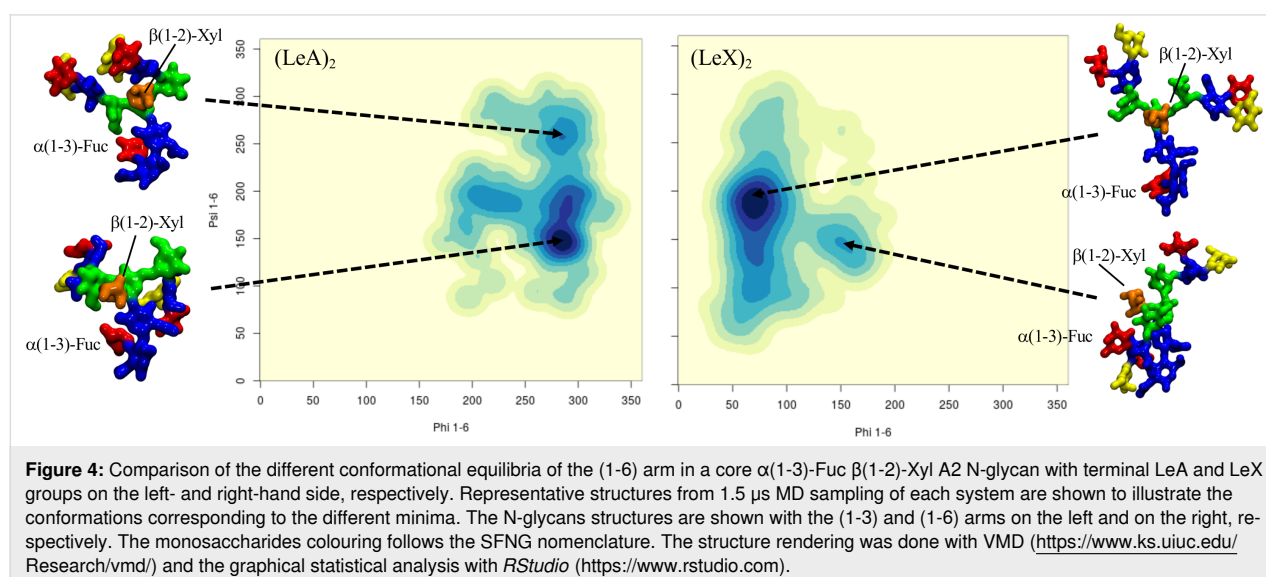 β(1-2)-Xyl
α(1-3)-Fuc
β(1-2)-Xyl
α(1-3)-Fuc
(LeA)2
Psi 1-6
350
300
250
200
150
100
50
0
0 50 100 150 200 250 300 350
Phi 1-6
(LeX)2
0 50 100 150 200 250 300 350
Phi 1-6
β(1-2)-Xyl
α(1-3)-Fuc
β(1-2)-Xyl
α(1-3)-Fuc
Figure 4: Comparison of the different conformational equilibria of the (1-6) arm in a core α(1-3)-Fuc β(1-2)-Xyl A2 N-glycan with terminal LeA and LeX
groups on the left- and right-hand side, respectively. Representative structures from 1.5 μs MD sampling of each system are shown to illustrate the
conformations corresponding to the different minima. The N-glycans structures are shown with the (1-3) and (1-6) arms on the left and on the right, re-
spectively. The monosaccharides colouring follows the SFNG nomenclature. The structure rendering was done with VMD (https://www.ks.uiuc.edu/
Research/vmd/) and the graphical statistical analysis with RStudio (https://www.rstudio.com).